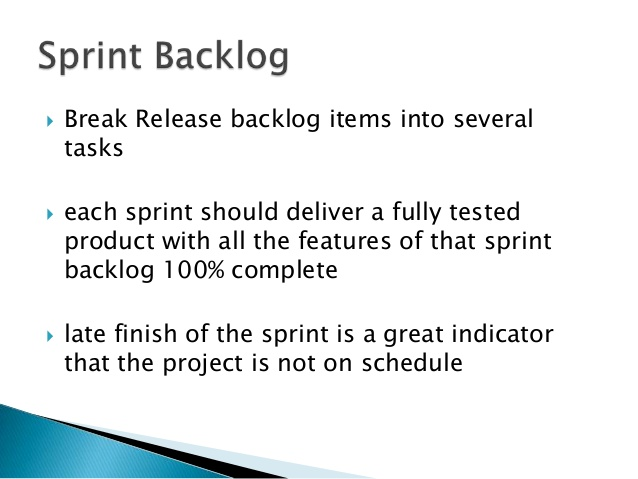 Sprint Backlog
Break Release backlog items into several
tasks
each sprint should deliver a fully tested
product with all the features of that sprint
backlog 100% complete
late finish of the sprint is a great indicator
that the project is not on schedule